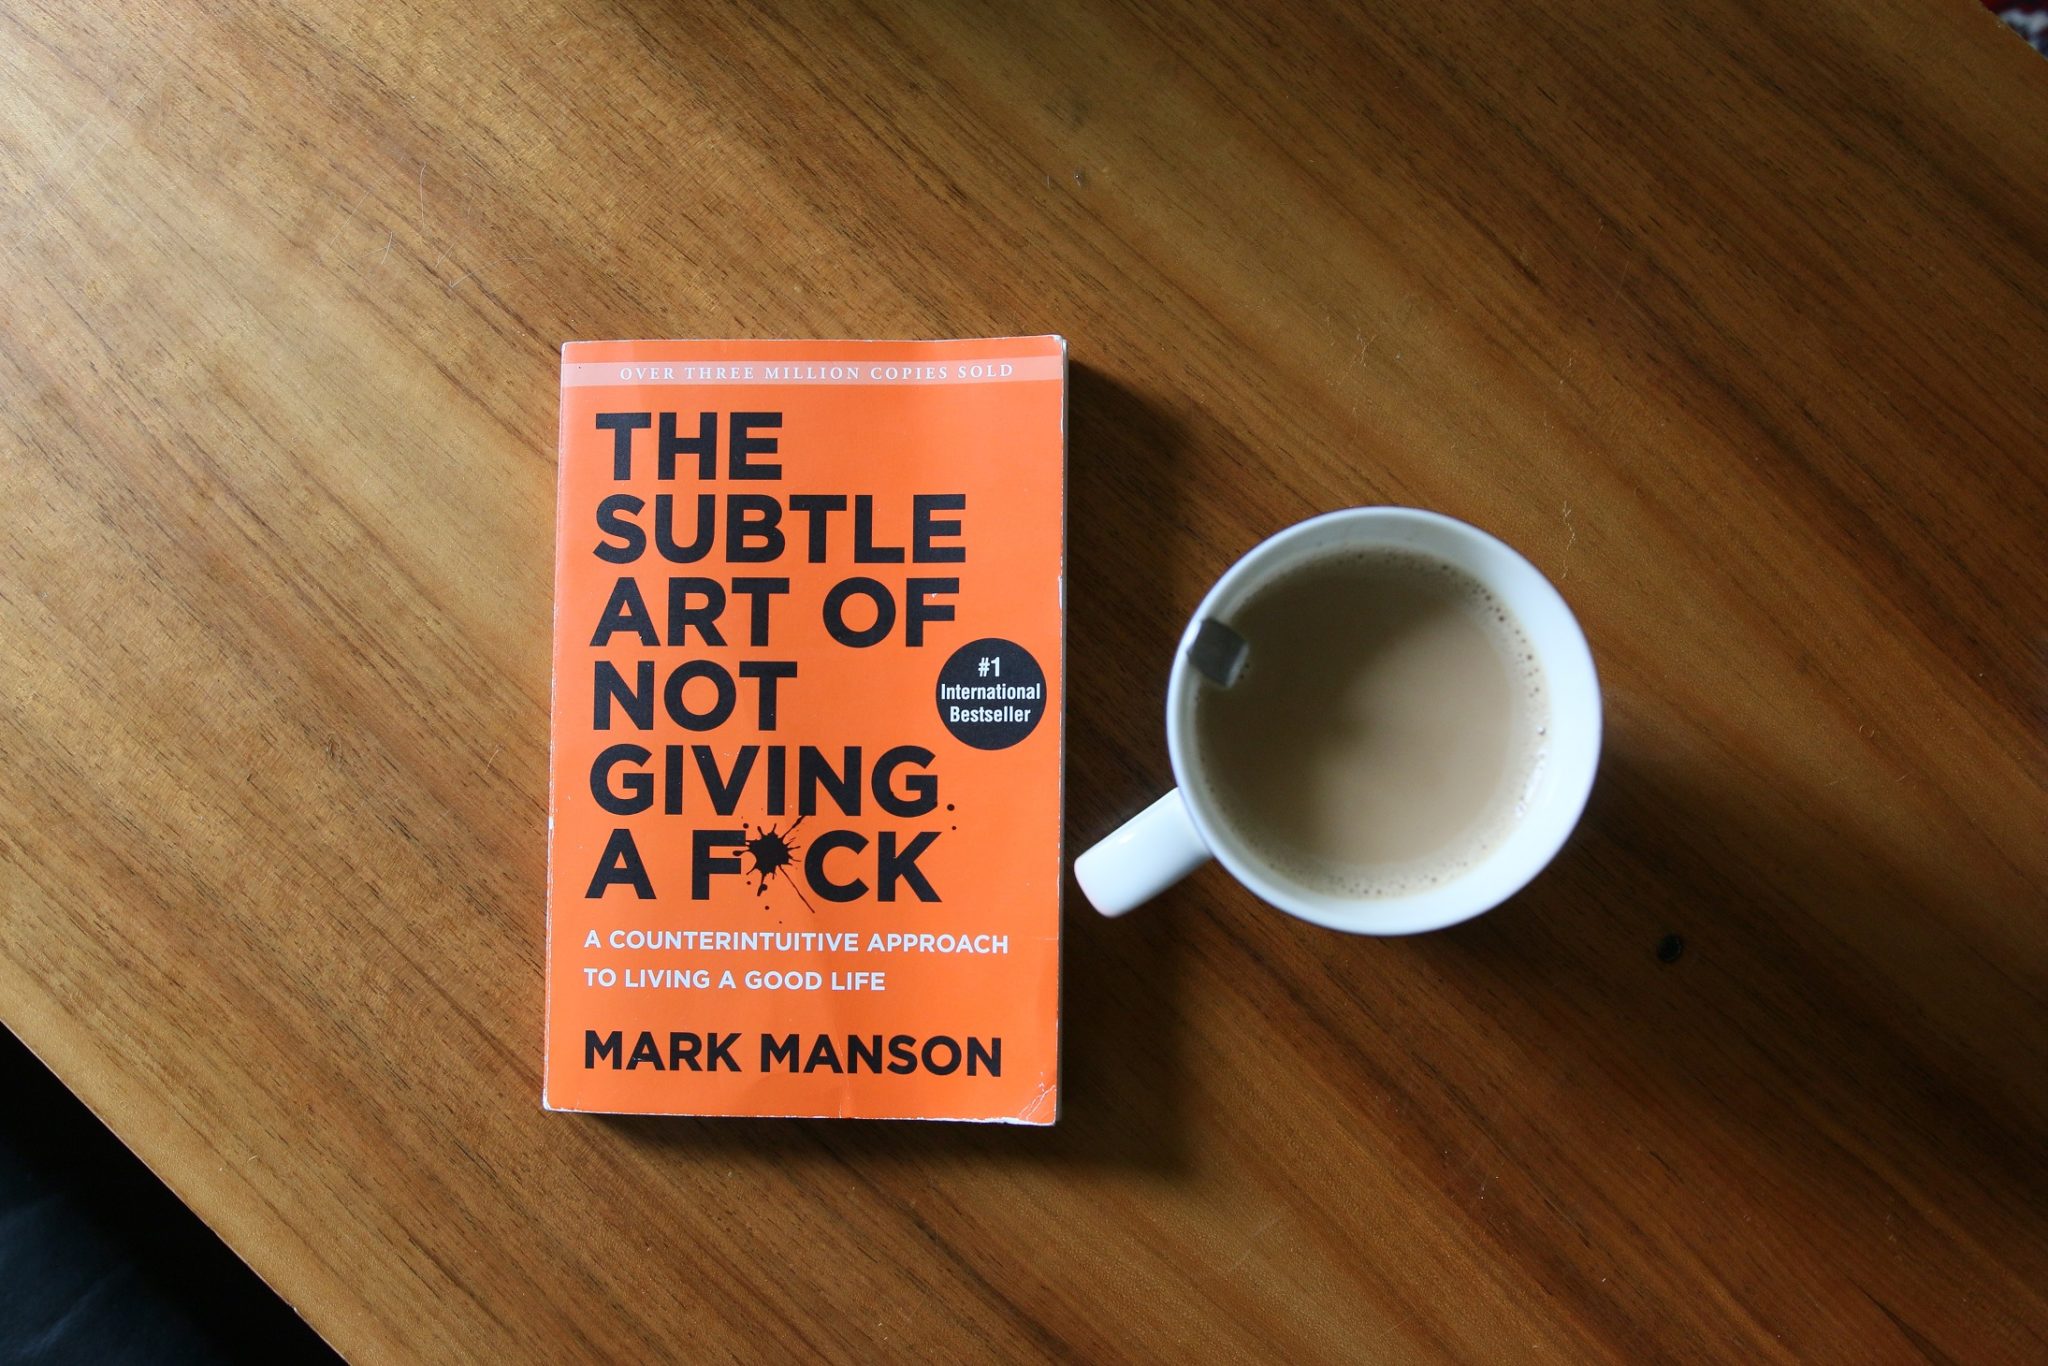 OVER THREE MILLION COPIES SOLD
THE
SUBTLE
ART OF
NOT
GIVING
A F*CK
#1
International
Bestseller
A COUNTERINTUITIVE APPROACH
TO LIVING A GOOD LIFE
MARK MANSON